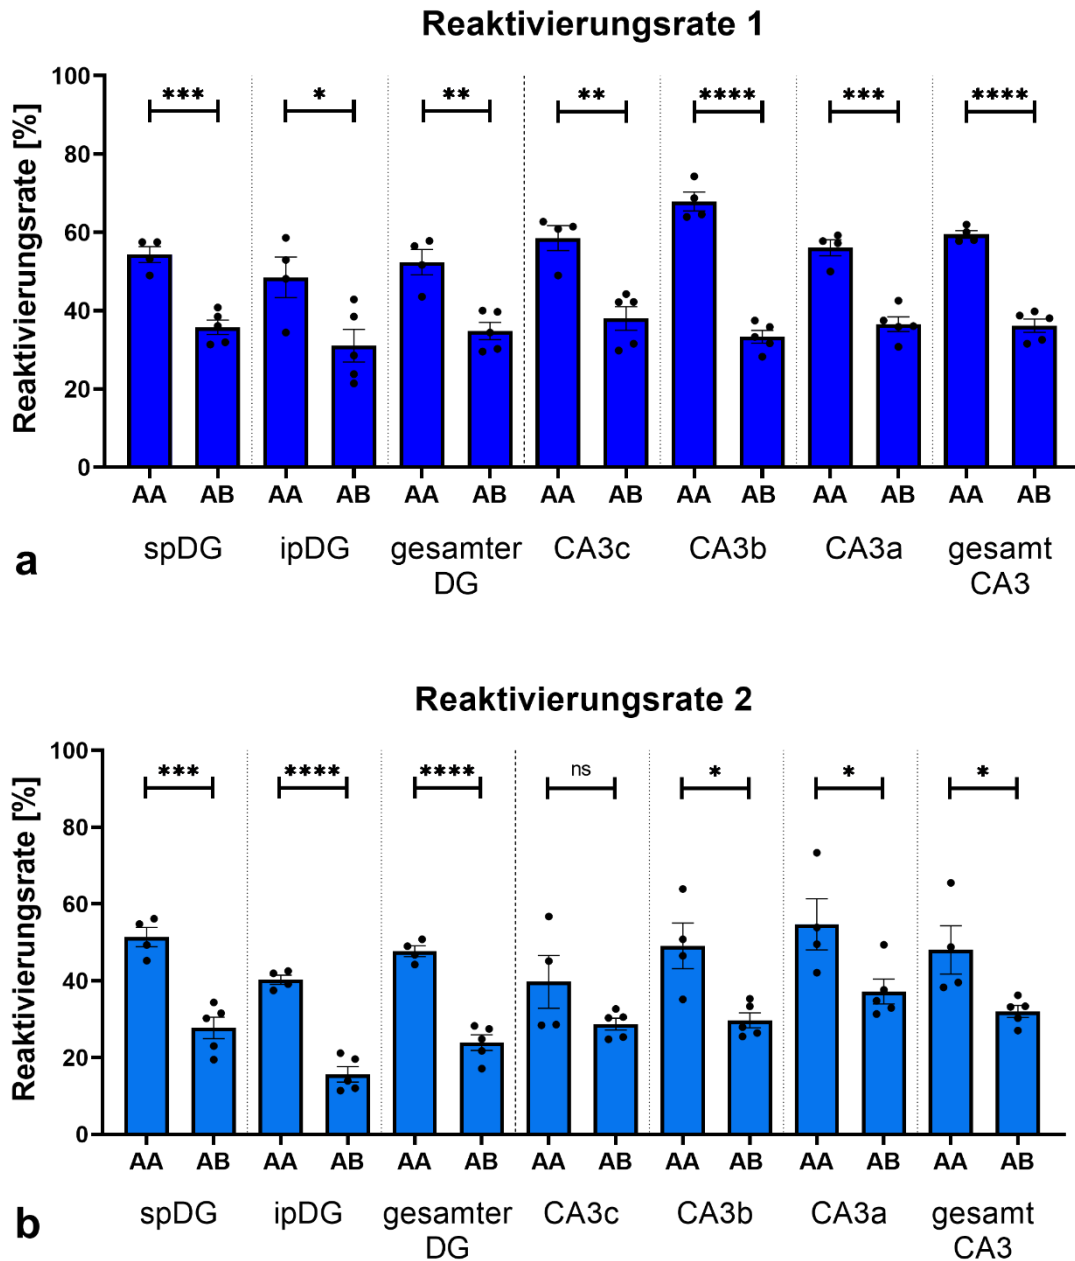 Reaktivierungsrate 1
Reaktivierungsrate [%]
100
80
60
40
20
0
*** * ** ** **** *** ****
AA AB AA AB AA AB AA AB AA AB AA AB AA AB
spDG ipDG gesamter CA3c CA3b CA3a gesamt
DG CA3
a
Reaktivierungsrate 2
Reaktivierungsrate [%]
100
80
60
40
20
0
*** **** **** ns * * *
AA AB AA AB AA AB AA AB AA AB AA AB AA AB
spDG ipDG gesamter CA3c CA3b CA3a gesamt
DG CA3
b